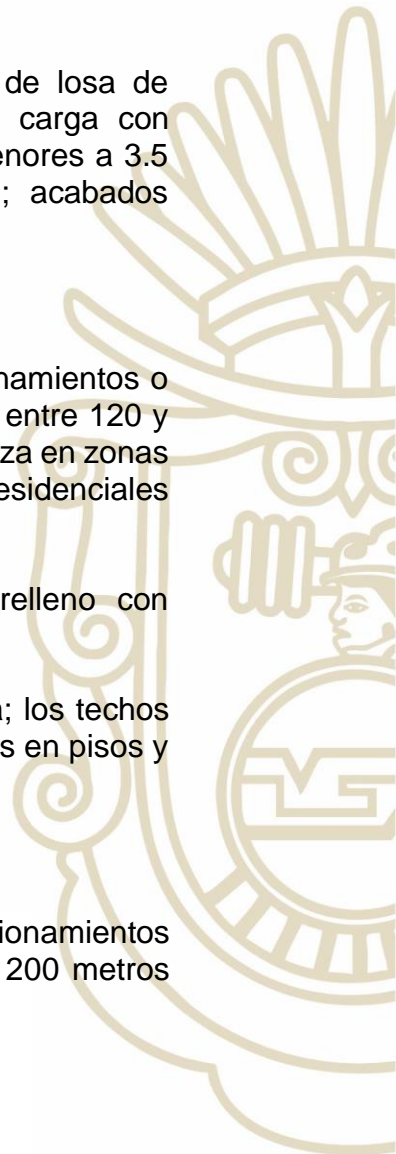 de losa de
carga con
enores a 3.5
; acabados
namientos o
entre 120 y
za en zonas
esidenciales
relleno con
; los techos
s en pisos y
ionamientos
200 metros